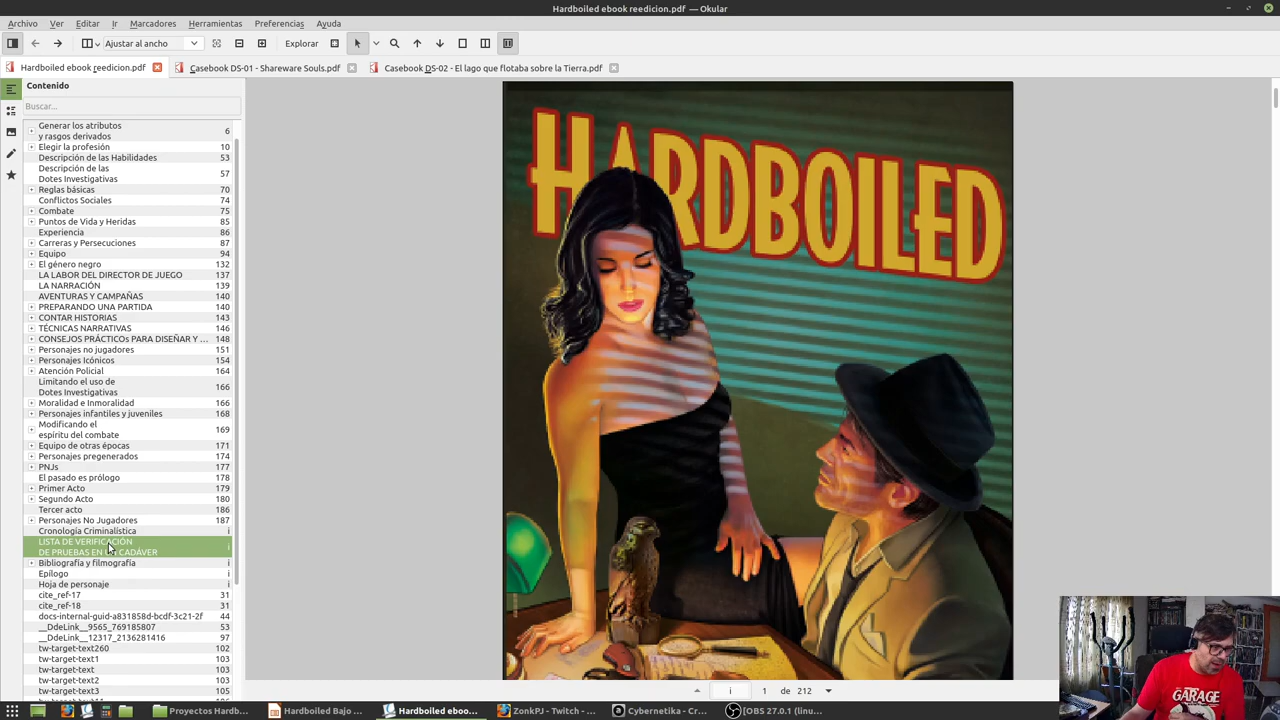 Hardboiled ebook reedicion.pdf — Okular
Archivo Ver Editar Ir Marcadores Herramientas Preferencias Ayuda
Ajustar al ancho Explorar
Hardboiled ebook reedicion.pdf Casebook DS-01 - Shareware Souls.pdf Casebook DS-02 - El lago que flotaba sobre la Tierra.pdf
Contenido
Buscar...
Generar los atributos
y rasgos derivados 6
Elegir la profesión 10
Descripción de las Habilidades 53
Descripción de las
Dotes Investigativas 57
Reglas básicas 70
Conflictos Sociales 74
Combate 75
Puntos de Vida y Heridas 85
Experiencia 86
Carreras y Persecuciones 87
Equipo 94
El género negro 132
LA LABOR DEL DIRECTOR DE JUEGO 137
LA NARRACIÓN 139
AVENTURAS Y CAMPAÑAS 140
PREPARANDO UNA PARTIDA 140
CONTAR HISTORIAS 143
TÉCNICAS NARRATIVAS 146
CONSEJOS PRÁCTICOs PARA DISEÑAR Y ... 148
Personajes no jugadores 151
Personajes Icónicos 154
Atención Policial 164
Limitando el uso de
Dotes Investigativas 166
Moralidad e Inmoralidad 166
Personajes infantiles y juveniles 168
Modificando el
espíritu del combate 169
Equipo de otras épocas 171
Personajes pregenerados 174
PNJs 177
El pasado es prólogo 178
Primer Acto 179
Segundo Acto 180
Tercer acto 186
Personajes No Jugadores 187
Cronología Criminalística i
LISTA DE VERIFICACIÓN
DE PRUEBAS EN UN CADÁVER i
Bibliografía y filmografía i
Epílogo i
Hoja de personaje i
cite_ref-17 31
cite_ref-18 31
docs-internal-guid-a831858d-bcdf-3c21-2f 44
__DdeLink__9565_769185807 53
__DdeLink__12317_2136281416 97
tw-target-text260 102
tw-target-text1 103
tw-target-text 103
tw-target-text2 103
tw-target-text3 105
HARDBOILED
i 1 de 212
GARAGE
Proyectos Hardb... Hardboiled Bajo ... Hardboiled eboo... ZonkPJ - Twitch - ... Cybernetika - Cr... [OBS 27.0.1 (linu...